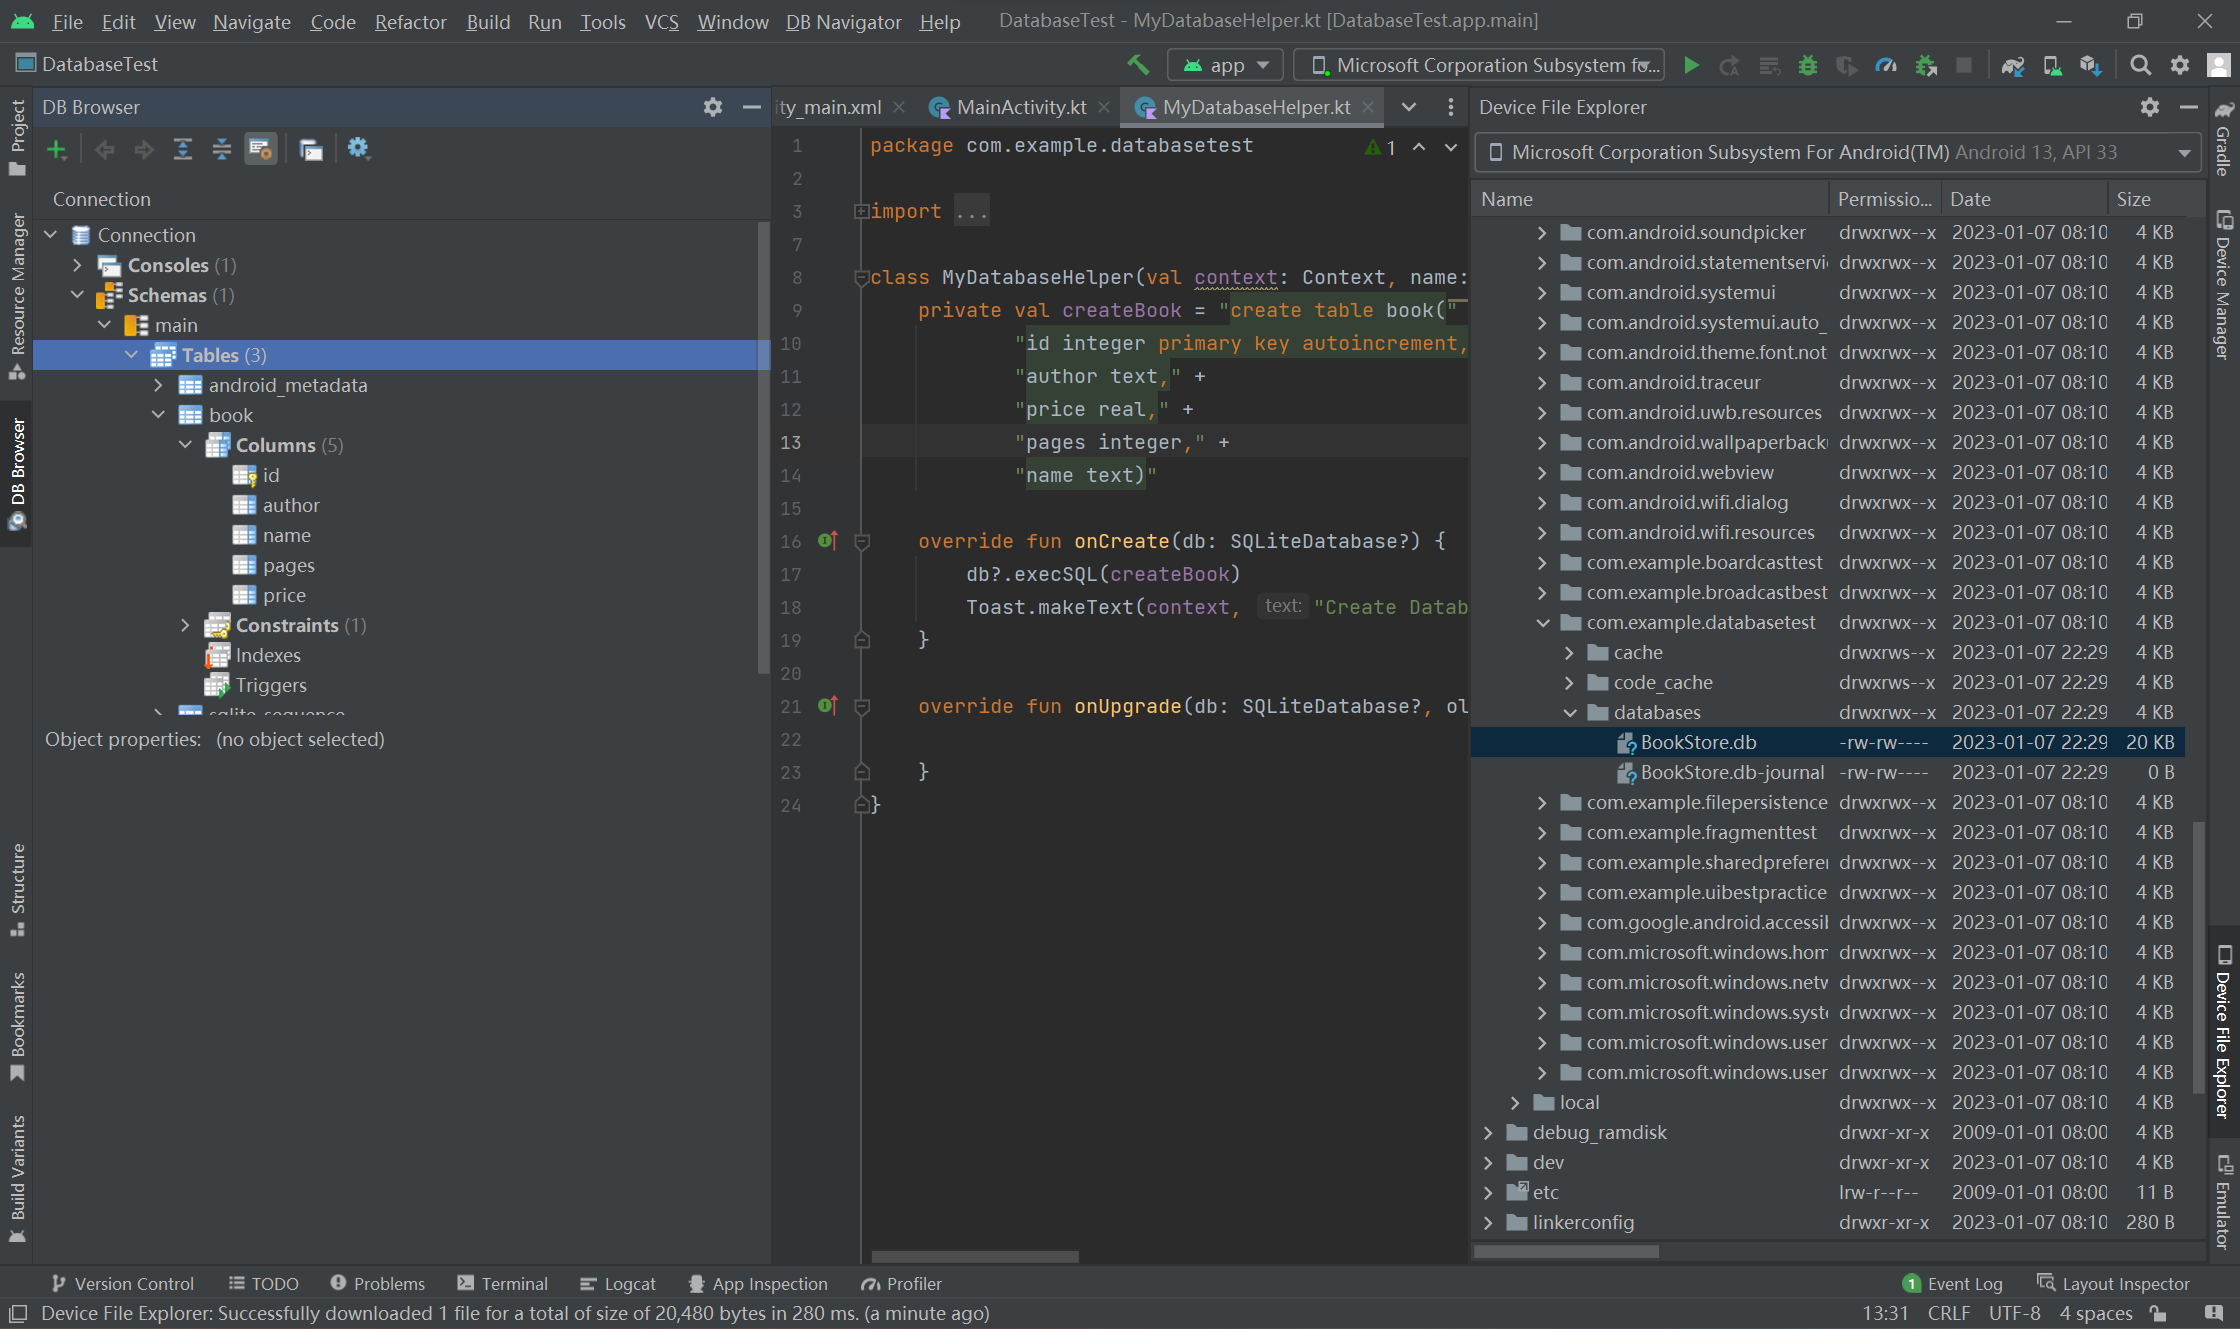 File Edit View Navigate Code Refactor Build Run Tools VCS Window DB Navigator Help DatabaseTest - MyDatabaseHelper.kt [DatabaseTest.app.main]
DatabaseTest app Microsoft Corporation Subsystem fo...
Project
Resource Manager
DB Browser
Structure
Bookmarks
Build Variants
DB Browser
Connection
Connection
Consoles (1)
Schemas (1)
main
Tables (3)
android_metadata
book
Columns (5)
id
author
name
pages
price
Constraints (1)
Indexes
Triggers
sqlite_sequence
Object properties: (no object selected)
ity_main.xml MainActivity.kt MyDatabaseHelper.kt
1 package com.example.databasetest 1
2
3 import ...
7
8 class MyDatabaseHelper(val context: Context, name:
9 private val createBook = "create table book("
10 "id integer primary key autoincrement,
11 "author text," +
12 "price real," +
13 "pages integer," +
14 "name text)"
15
16 override fun onCreate(db: SQLiteDatabase?) {
17 db?.execSQL(createBook)
18 Toast.makeText(context, text: "Create Datab
19 }
20
21 override fun onUpgrade(db: SQLiteDatabase?, ol
22
23 }
24 }
Device File Explorer
Microsoft Corporation Subsystem For Android(TM) Android 13, API 33
Name Permissio... Date Size
com.android.soundpicker drwxrwx--x 2023-01-07 08:10 4 KB
com.android.statementservi drwxrwx--x 2023-01-07 08:10 4 KB
com.android.systemui drwxrwx--x 2023-01-07 08:10 4 KB
com.android.systemui.auto_ drwxrwx--x 2023-01-07 08:10 4 KB
com.android.theme.font.not drwxrwx--x 2023-01-07 08:10 4 KB
com.android.traceur drwxrwx--x 2023-01-07 08:10 4 KB
com.android.uwb.resources drwxrwx--x 2023-01-07 08:10 4 KB
com.android.wallpaperback drwxrwx--x 2023-01-07 08:10 4 KB
com.android.webview drwxrwx--x 2023-01-07 08:10 4 KB
com.android.wifi.dialog drwxrwx--x 2023-01-07 08:10 4 KB
com.android.wifi.resources drwxrwx--x 2023-01-07 08:10 4 KB
com.example.boardcasttest drwxrwx--x 2023-01-07 08:10 4 KB
com.example.broadcastbest drwxrwx--x 2023-01-07 08:10 4 KB
com.example.databasetest drwxrwx--x 2023-01-07 08:10 4 KB
cache drwxrws--x 2023-01-07 22:29 4 KB
code_cache drwxrws--x 2023-01-07 22:29 4 KB
databases drwxrwx--x 2023-01-07 22:29 4 KB
BookStore.db -rw-rw---- 2023-01-07 22:29 20 KB
BookStore.db-journal -rw-rw---- 2023-01-07 22:29 0 B
com.example.filepersistence drwxrwx--x 2023-01-07 08:10 4 KB
com.example.fragmenttest drwxrwx--x 2023-01-07 08:10 4 KB
com.example.sharedprefere drwxrwx--x 2023-01-07 08:10 4 KB
com.example.uibestpractice drwxrwx--x 2023-01-07 08:10 4 KB
com.google.android.accessil drwxrwx--x 2023-01-07 08:10 4 KB
com.microsoft.windows.hom drwxrwx--x 2023-01-07 08:10 4 KB
com.microsoft.windows.netw drwxrwx--x 2023-01-07 08:10 4 KB
com.microsoft.windows.syste drwxrwx--x 2023-01-07 08:10 4 KB
com.microsoft.windows.user drwxrwx--x 2023-01-07 08:10 4 KB
com.microsoft.windows.user drwxrwx--x 2023-01-07 08:10 4 KB
local drwxrwx--x 2023-01-07 08:10 4 KB
debug_ramdisk drwxr-xr-x 2009-01-01 08:00 4 KB
dev drwxr-xr-x 2023-01-07 08:10 4 KB
etc lrw-r--r-- 2009-01-01 08:00 11 B
linkerconfig drwxr-xr-x 2023-01-07 08:10 280 B
Gradle
Device Manager
Device File Explorer
Emulator
Version Control TODO Problems Terminal Logcat App Inspection Profiler 1 Event Log Layout Inspector
Device File Explorer: Successfully downloaded 1 file for a total of size of 20,480 bytes in 280 ms. (a minute ago) 13:31 CRLF UTF-8 4 spaces